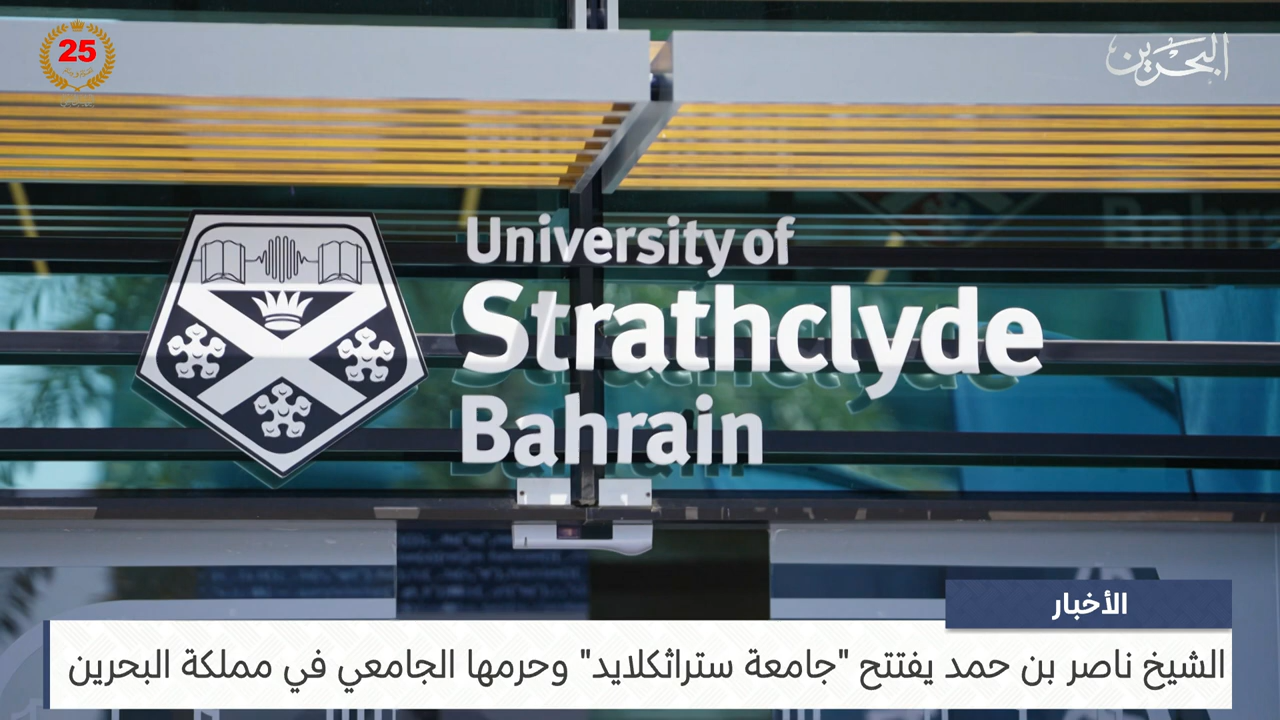 25
البحرين
University of
Strathclyde
Bahrain
الأخبار
الشيخ ناصر بن حمد يفتتح "جامعة ستراثكلايد" وحرمها الجامعي في مملكة البحرين